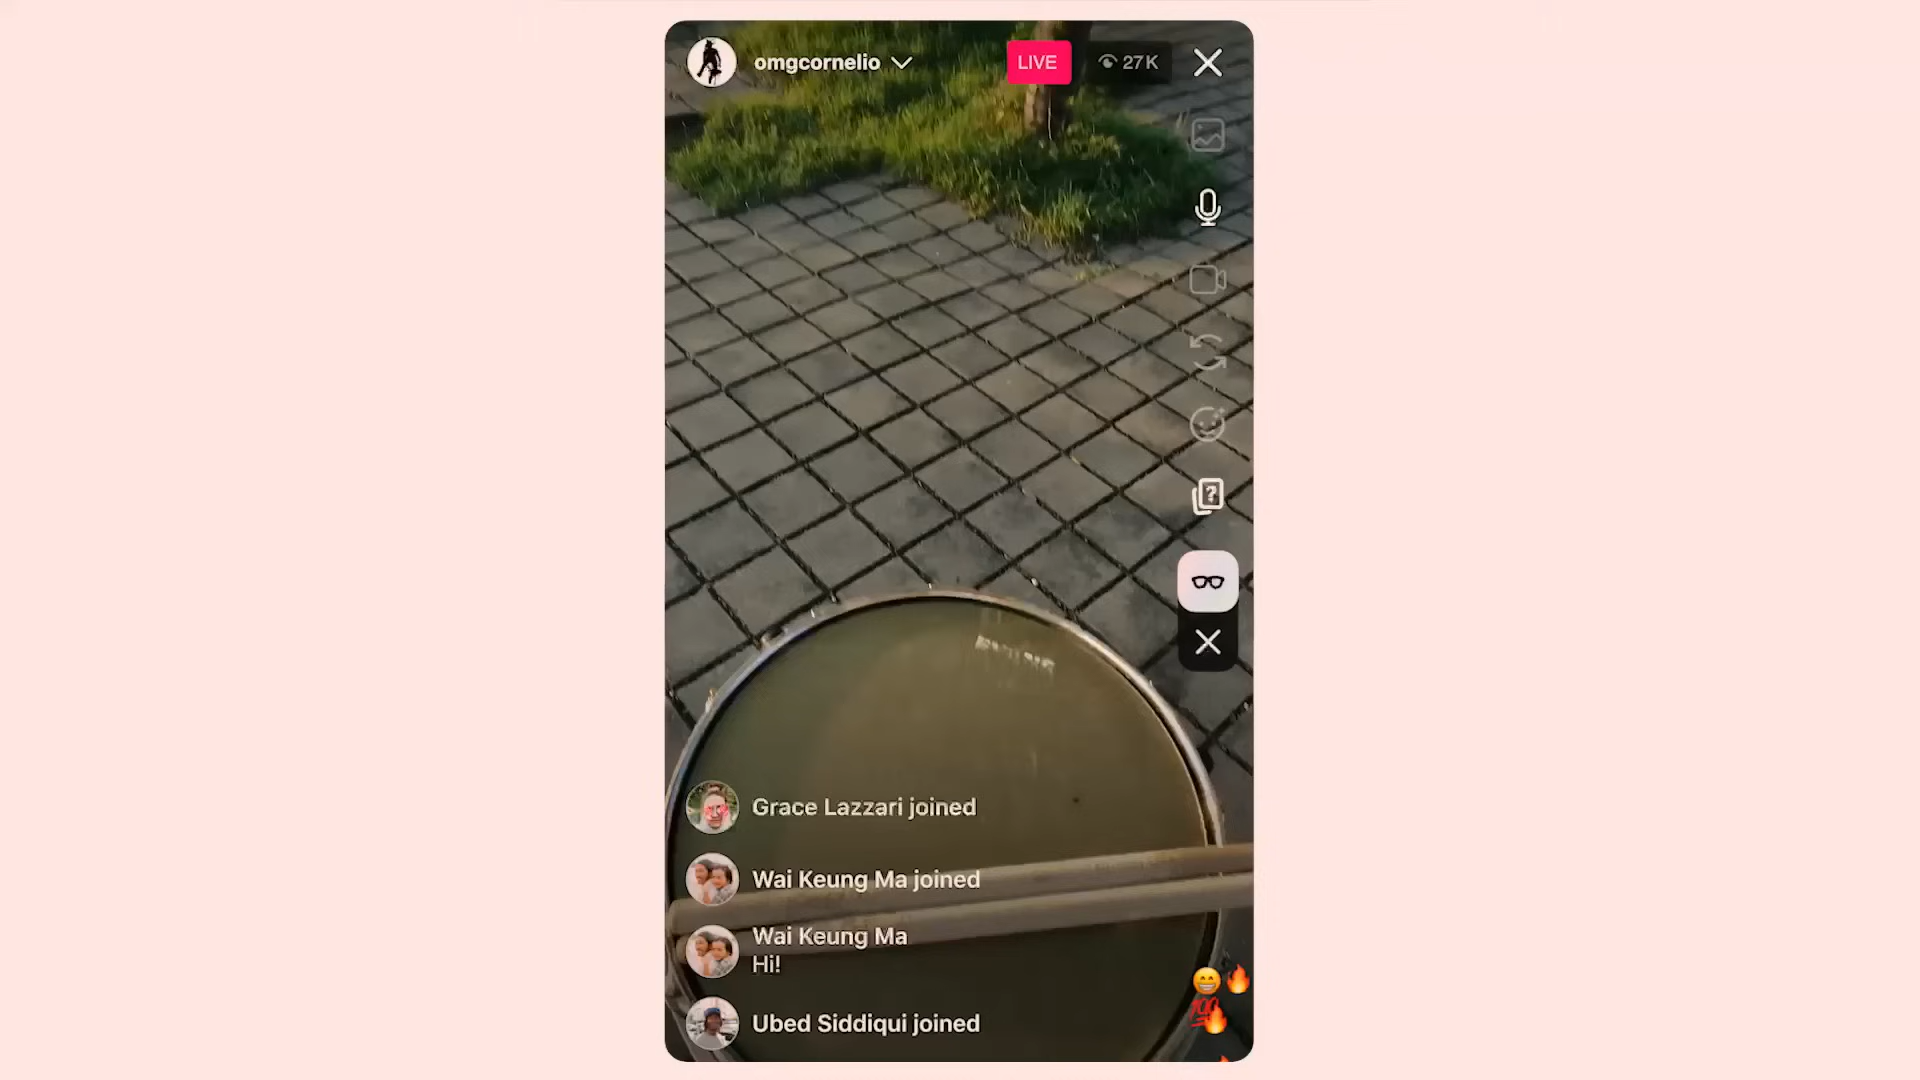 omgcornelio
LIVE
27K
Grace Lazzari joined
Wai Keung Ma joined
Wai Keung Ma
Hi!
Ubed Siddiqui joined